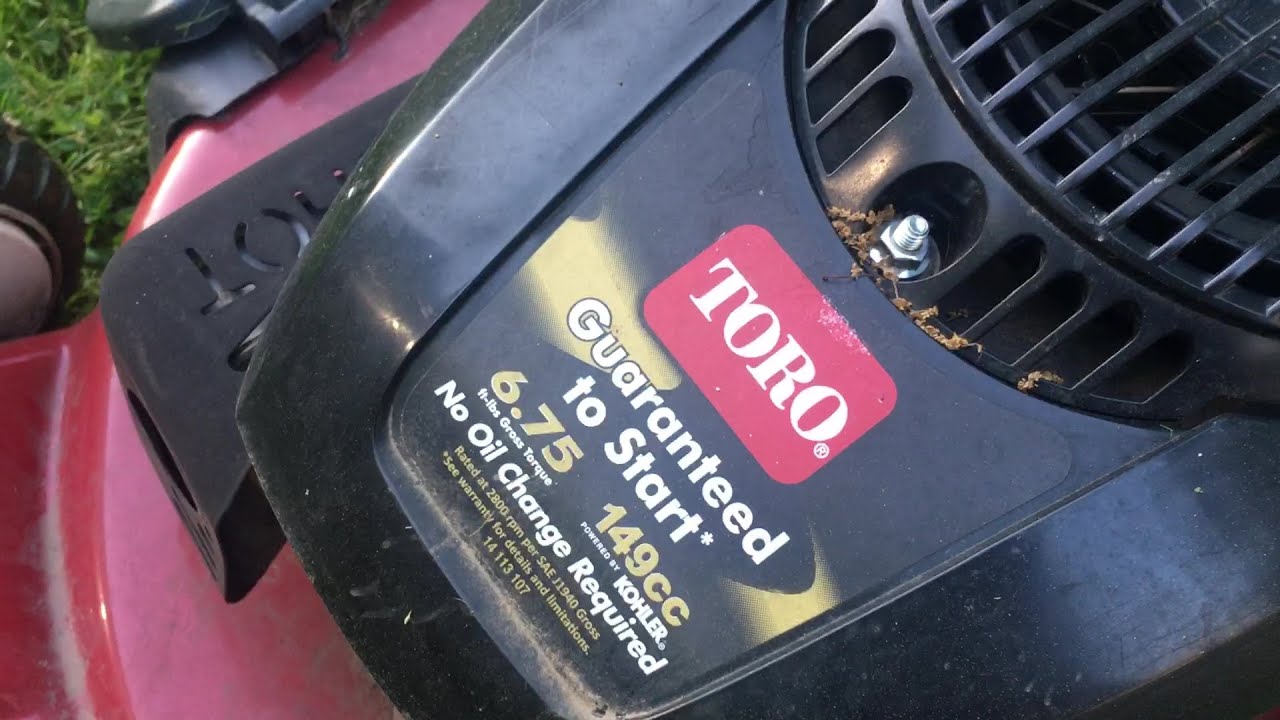 TORO®
Guaranteed
to Start*
6.75
ft-lbs Gross Torque
149cc
POWERED BY KOHLER®
No Oil Change Required
Rated at 2800-rpm per SAE J1940 Gross
*See warranty for details and limitations.
14 113 107